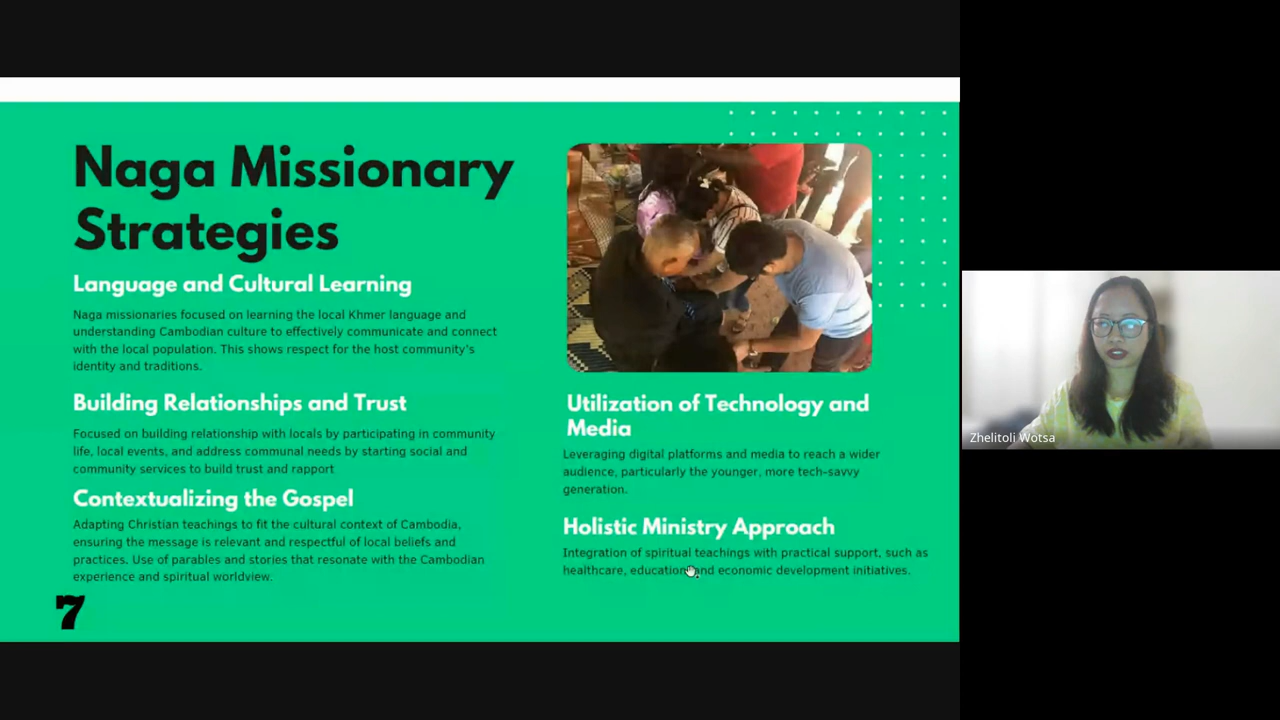 Naga Missionary
Strategies
Language and Cultural Learning
Naga missionaries focused on learning the local Khmer language and
understanding Cambodian culture to effectively communicate and connect
with the local population. This shows respect for the host community's
identity and traditions.
Building Relationships and Trust
Focused on building relationship with locals by participating in community
life, local events, and address communal needs by starting social and
community services to build trust and rapport
Contextualizing the Gospel
Adapting Christian teachings to fit the cultural context of Cambodia,
ensuring the message is relevant and respectful of local beliefs and
practices. Use of parables and stories that resonate with the Cambodian
experience and spiritual worldview.
7
Utilization of Technology and
Media
Leveraging digital platforms and media to reach a wider
audience, particularly the younger, more tech-savvy
generation.
Holistic Ministry Approach
Integration of spiritual teachings with practical support, such as
healthcare, education and economic development initiatives.
Zhelitoli Wotsa